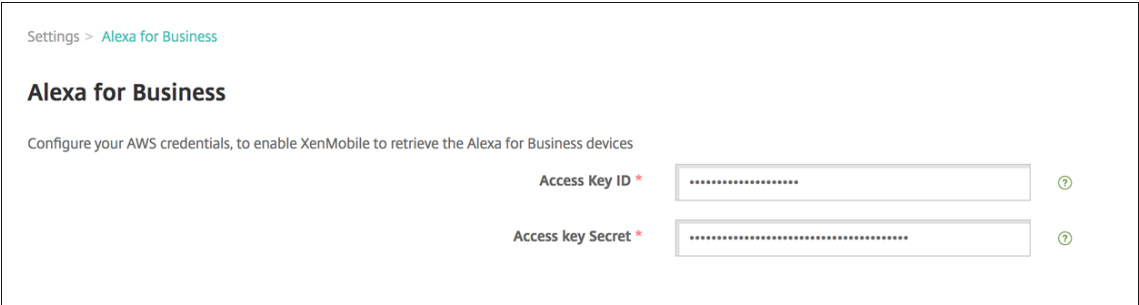 Settings > Alexa for Business
Alexa for Business
Configure your AWS credentials, to enable XenMobile to retrieve the Alexa for Business devices
Access Key ID * •••••••••••••••••••• ?
Access key Secret * •••••••••••••••••••••••••••••••••••••••• ?